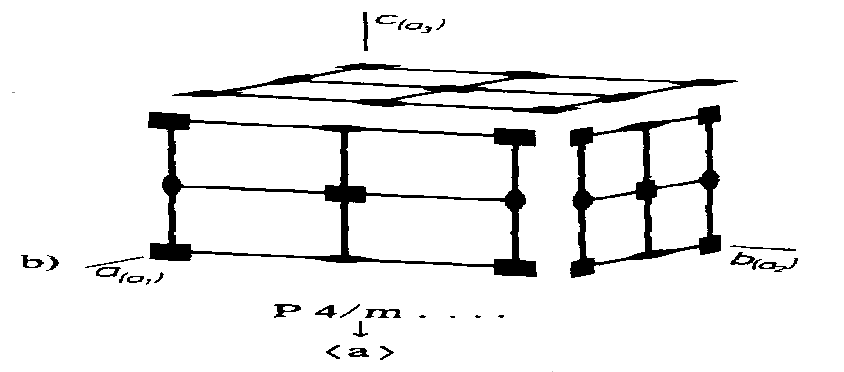 c(a₃)
b)
a(a₁)
b(a₂)
P 4/m . . . .
↓
<a>